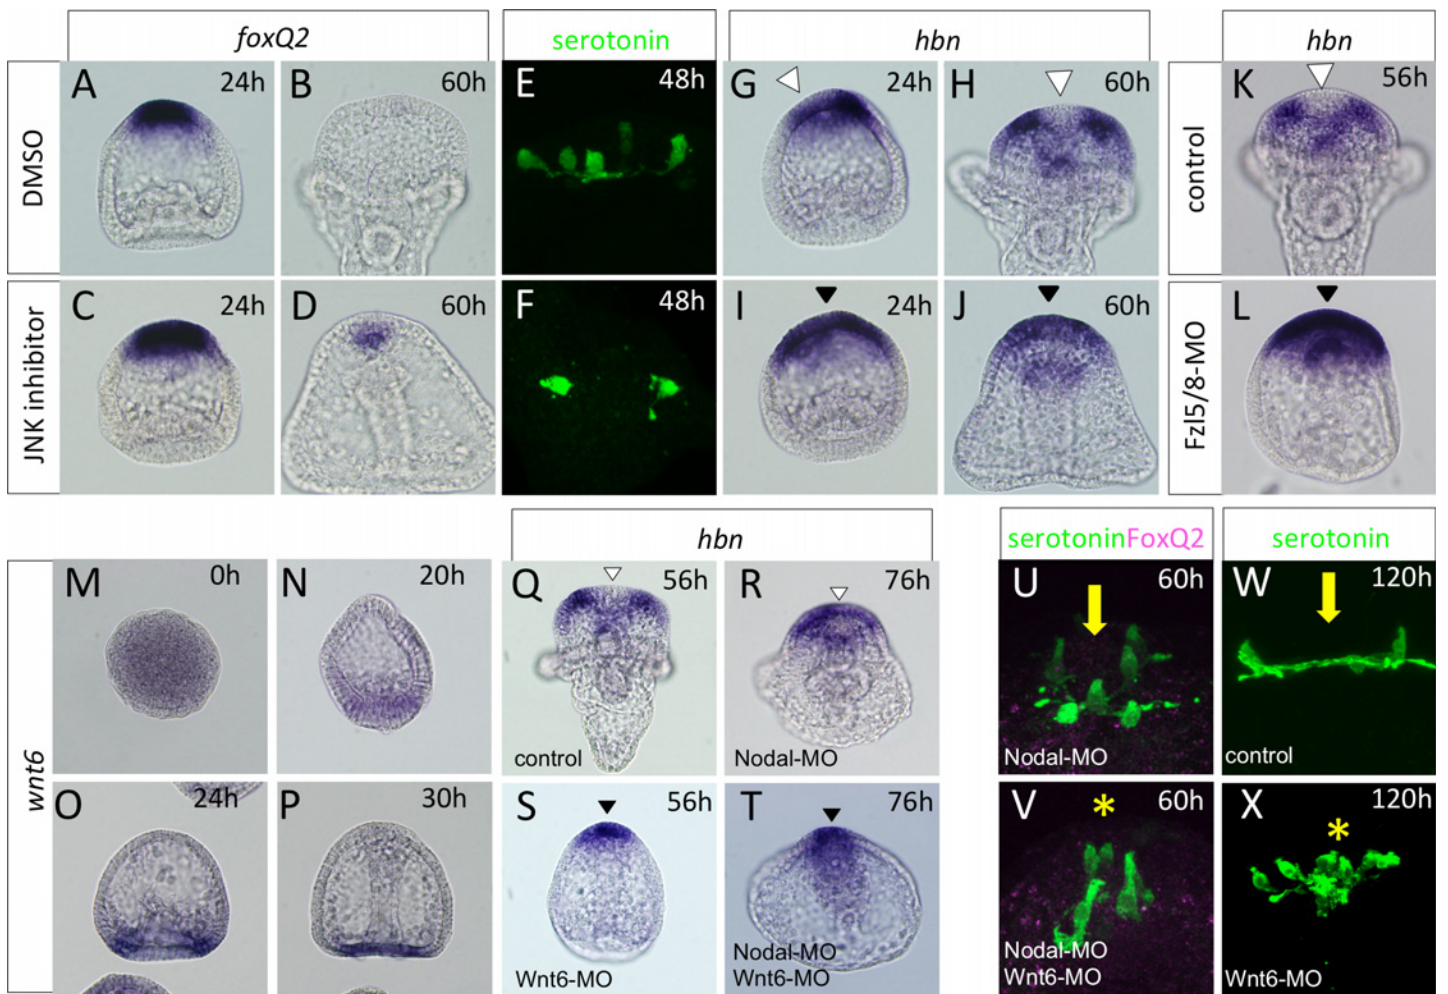 foxQ2
serotonin
hbn
hbn
DMSO
A 24h
B 60h
E 48h
G 24h
H 60h
control
K 56h
JNK inhibitor
C 24h
D 60h
F 48h
I 24h
J 60h
Fzl5/8-MO
L
hbn
serotoninFoxQ2
serotonin
wnt6
M 0h
N 20h
Q 56h
control
R 76h
Nodal-MO
U 60h
Nodal-MO
W 120h
control
O 24h
P 30h
S 56h
Wnt6-MO
T 76h
Nodal-MO
Wnt6-MO
V 60h
*
Nodal-MO
Wnt6-MO
X 120h
*
Wnt6-MO